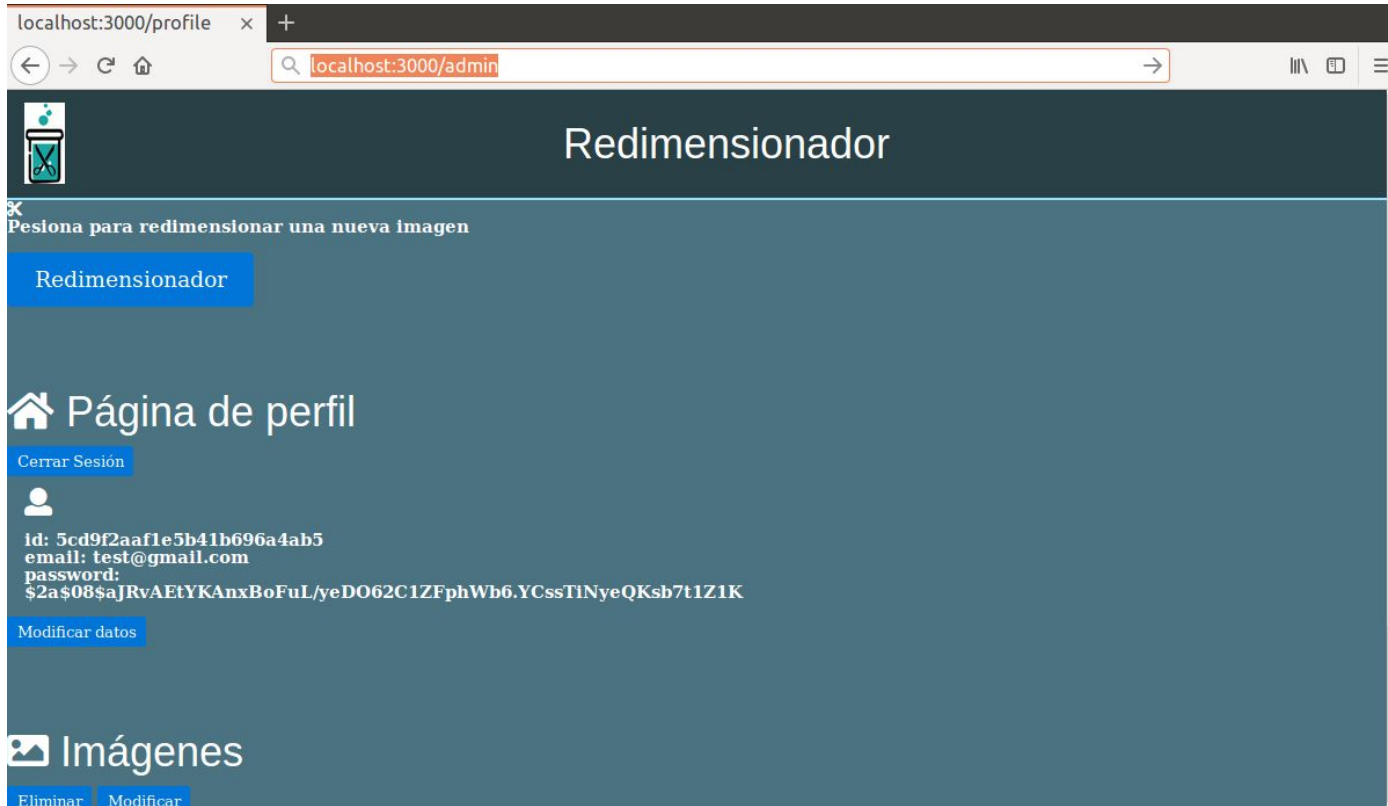 localhost:3000/profile
localhost:3000/admin
Redimensionador
Pesiona para redimensionar una nueva imagen
Redimensionador
Página de perfil
Cerrar Sesión
id: 5cd9f2aaf1e5b41b696a4ab5
email: test@gmail.com
password:
$2a$08$aJRvAEtYKAnxBoFuL/yeDO62C1ZFphWb6.YCssTiNyeQKsb7t1Z1K
Modificar datos
Imágenes
Eliminar Modificar